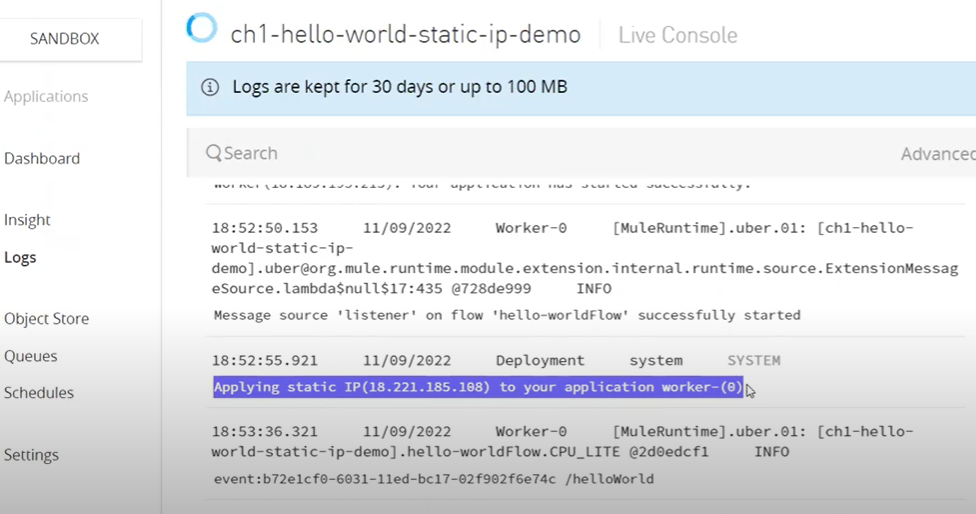 SANDBOX
Applications
Dashboard
Insight
Logs
Object Store
Queues
Schedules
Settings
ch1-hello-world-static-ip-demo
Live Console
Logs are kept for 30 days or up to 100 MB
Search
Advanced
Your application has started successfully.
18:52:50.153 11/09/2022 Worker-0 [MuleRuntime].uber.01: [ch1-hello-
world-static-ip-
demo].uber@org.mule.runtime.module.extension.internal.runtime.source.ExtensionMessag
eSource.lambda$null$17:435 @728de999 INFO
Message source 'listener' on flow 'hello-worldFlow' successfully started
18:52:55.921 11/09/2022 Deployment system SYSTEM
Applying static IP(18.221.185.108) to your application worker-(0)
18:53:36.321 11/09/2022 Worker-0 [MuleRuntime].uber.01: [ch1-hello-
world-static-ip-demo].hello-worldFlow.CPU_LITE @2d0edcf1 INFO
event:b72e1cf0-6031-11ed-bc17-02f902f6e74c /helloWorld